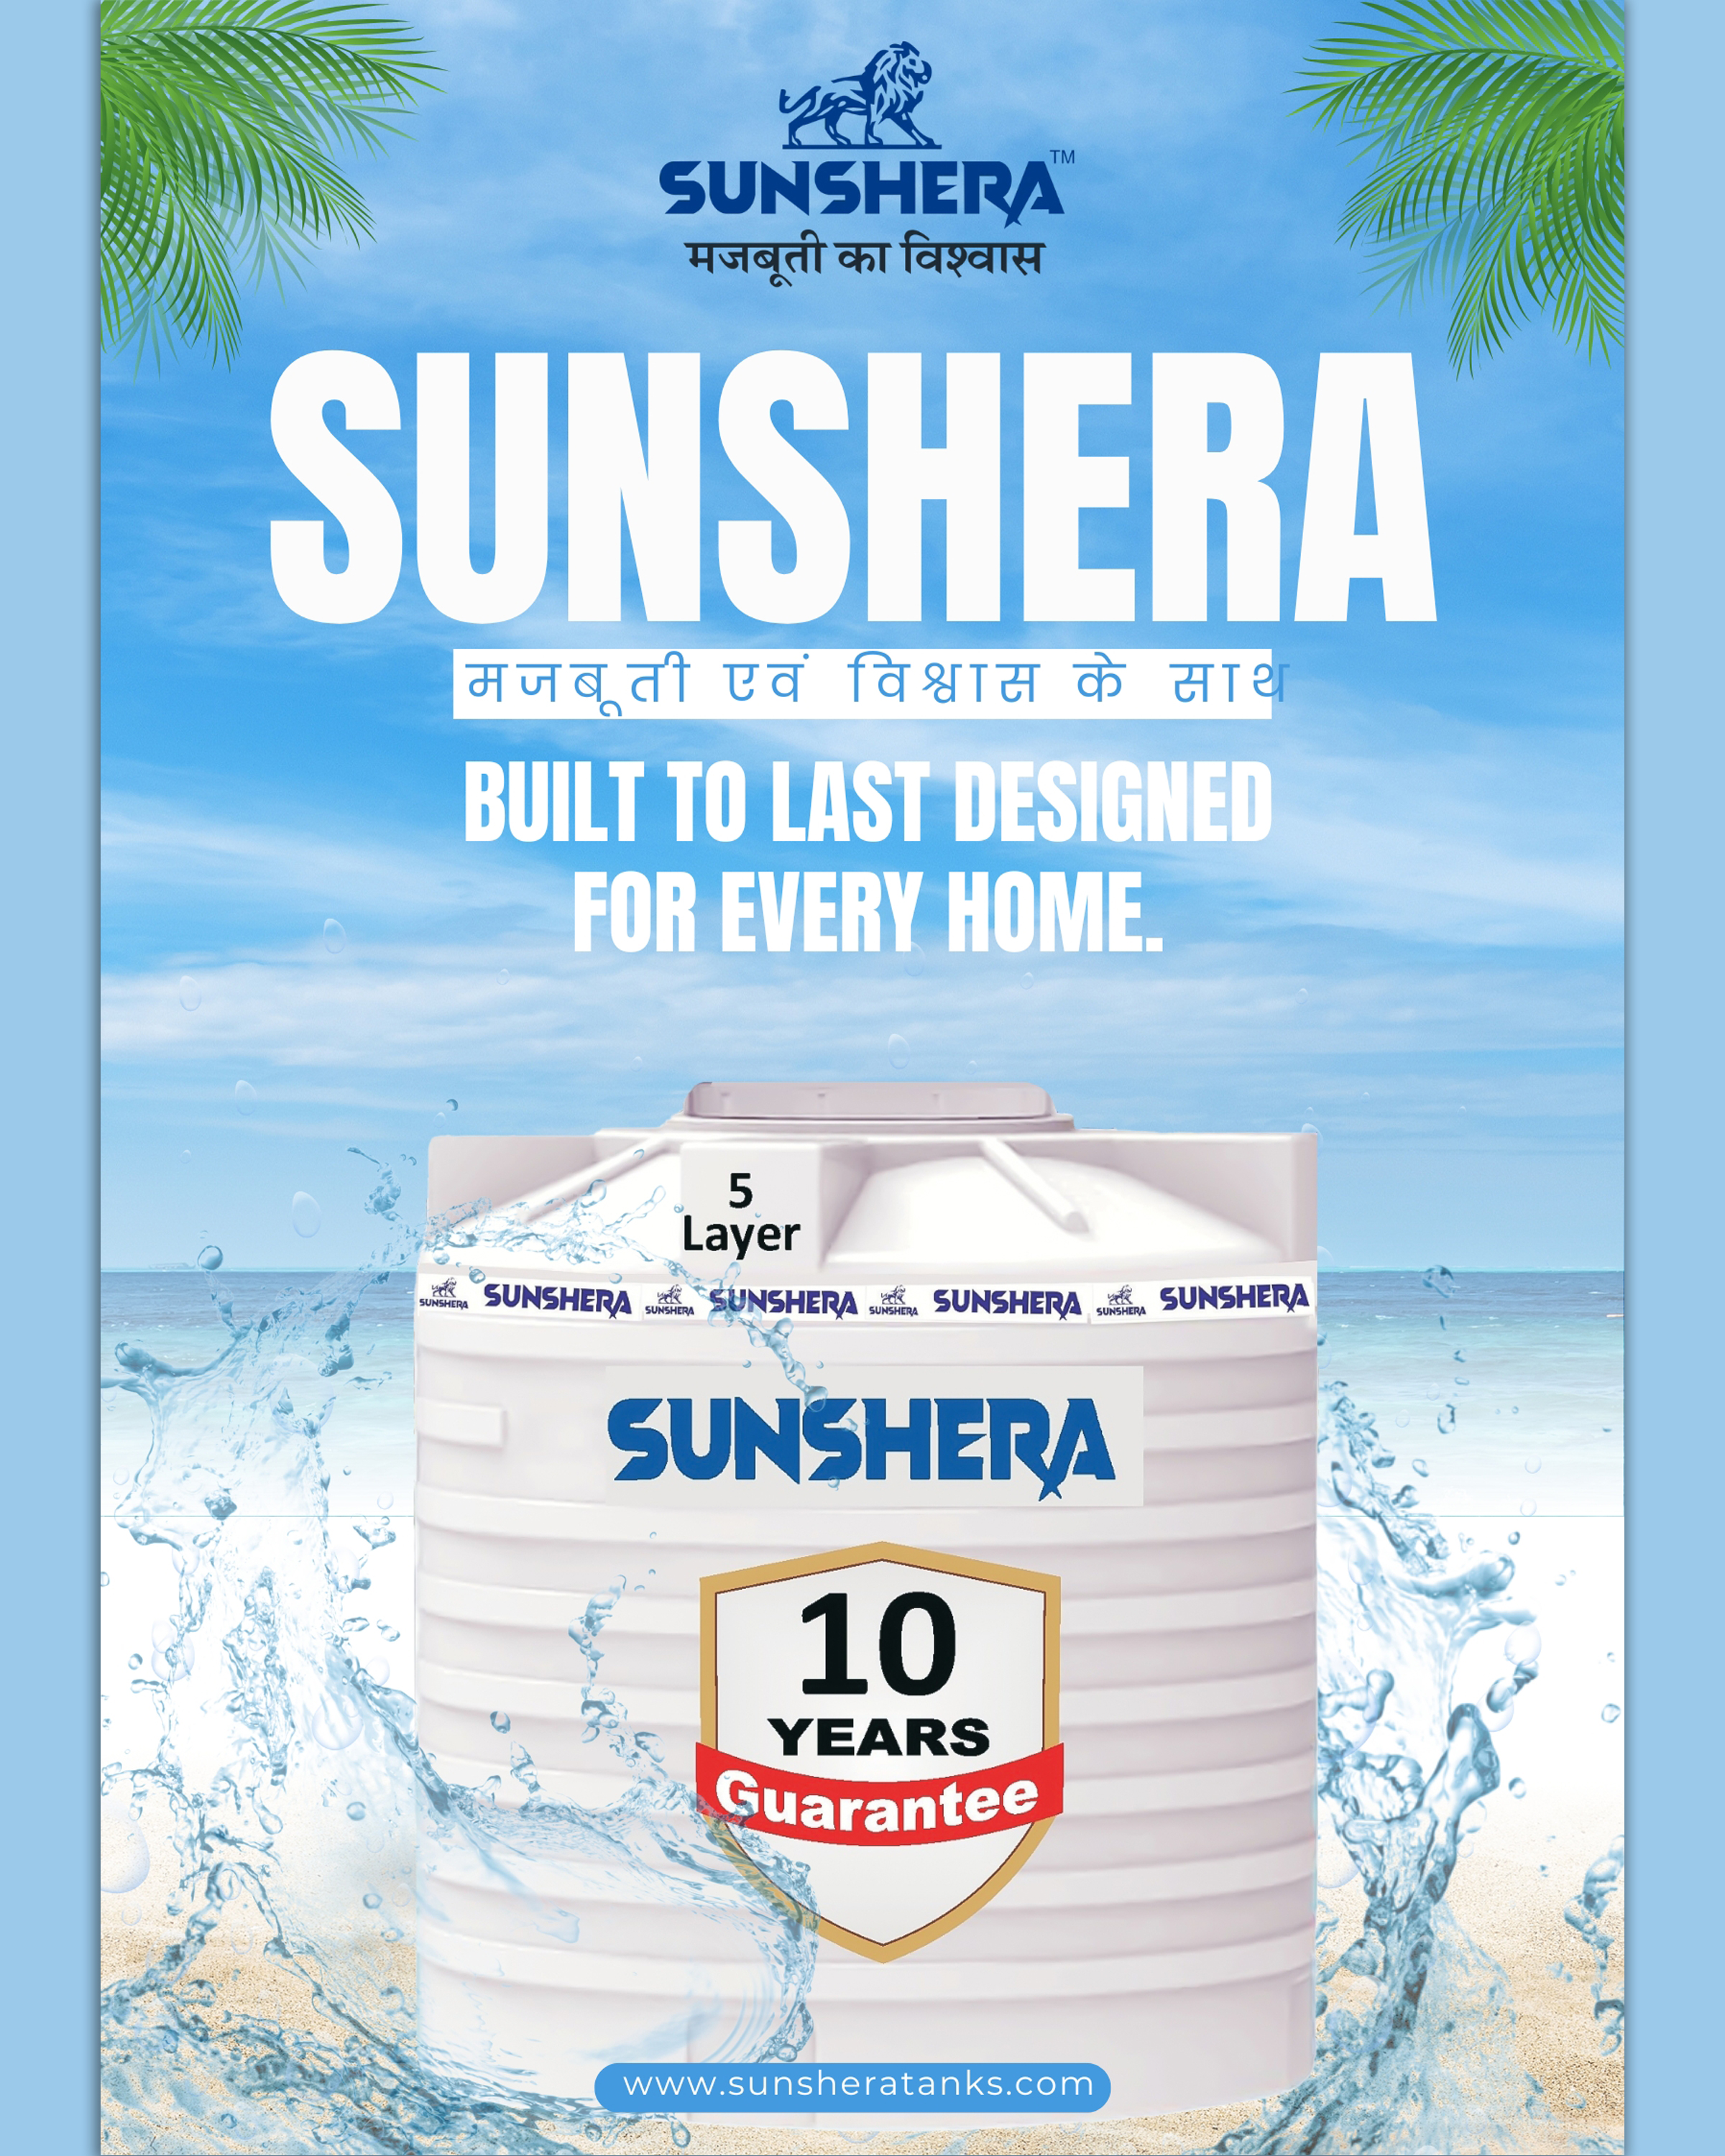 SUNSHERA™
मजबूती का विश्वास
SUNSHERA
मजबूती एवं विश्वास के साथ
BUILT TO LAST DESIGNED
FOR EVERY HOME.
5
Layer
SUNSHERA SUNSHERA SUNSHERA SUNSHERA SUNSHERA SUNSHERA SUNSHERA SUNSHERA
SUNSHERA
10
YEARS
Guarantee
www.sunsheratanks.com